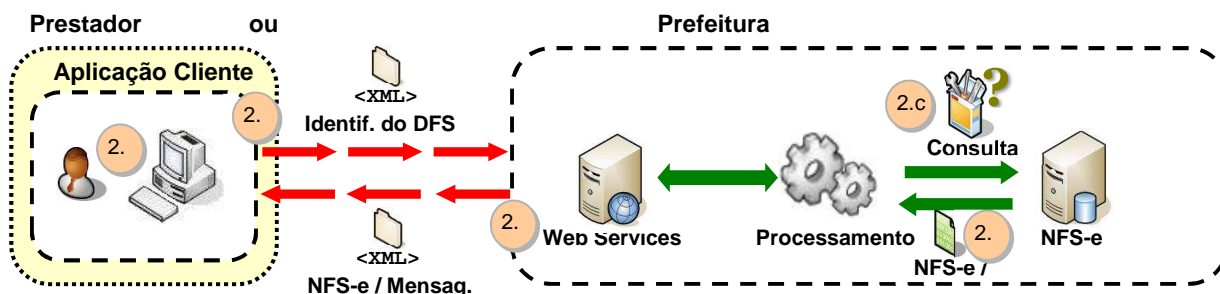 Prestador ou
Prefeitura
Aplicação Cliente
<XML>
Identif. do DFS
2.
2.
2.c
Consulta
2.
Web Services
Processamento
2.
NFS-e
NFS-e /
<XML>
NFS-e / Mensag.